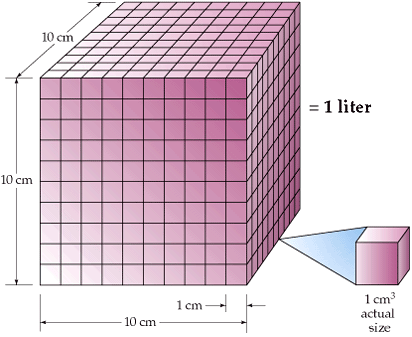 10 cm
= 1 liter
10 cm
1 cm
10 cm
1 cm³
actual
size